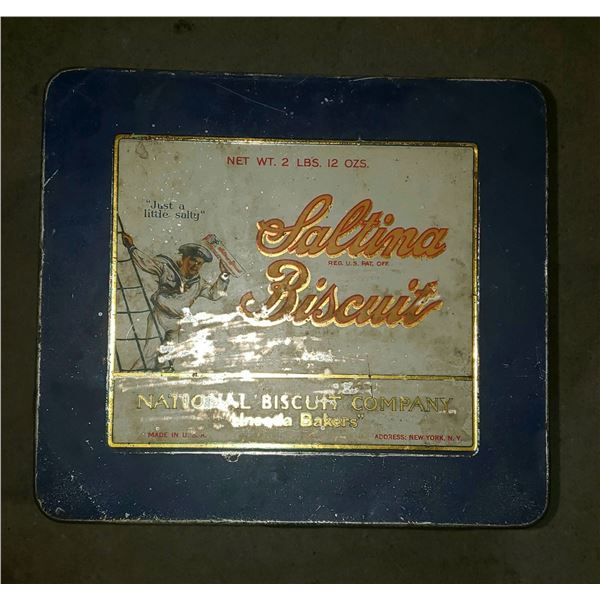 NET WT. 2 LBS. 12 OZS.
"Just a
little salty"
Saltina
REG. U.S. PAT. OFF.
Biscuit
NATIONAL BISCUIT COMPANY
"Uneeda Bakers"
MADE IN U.S.A.
ADDRESS: NEW YORK, N.Y.